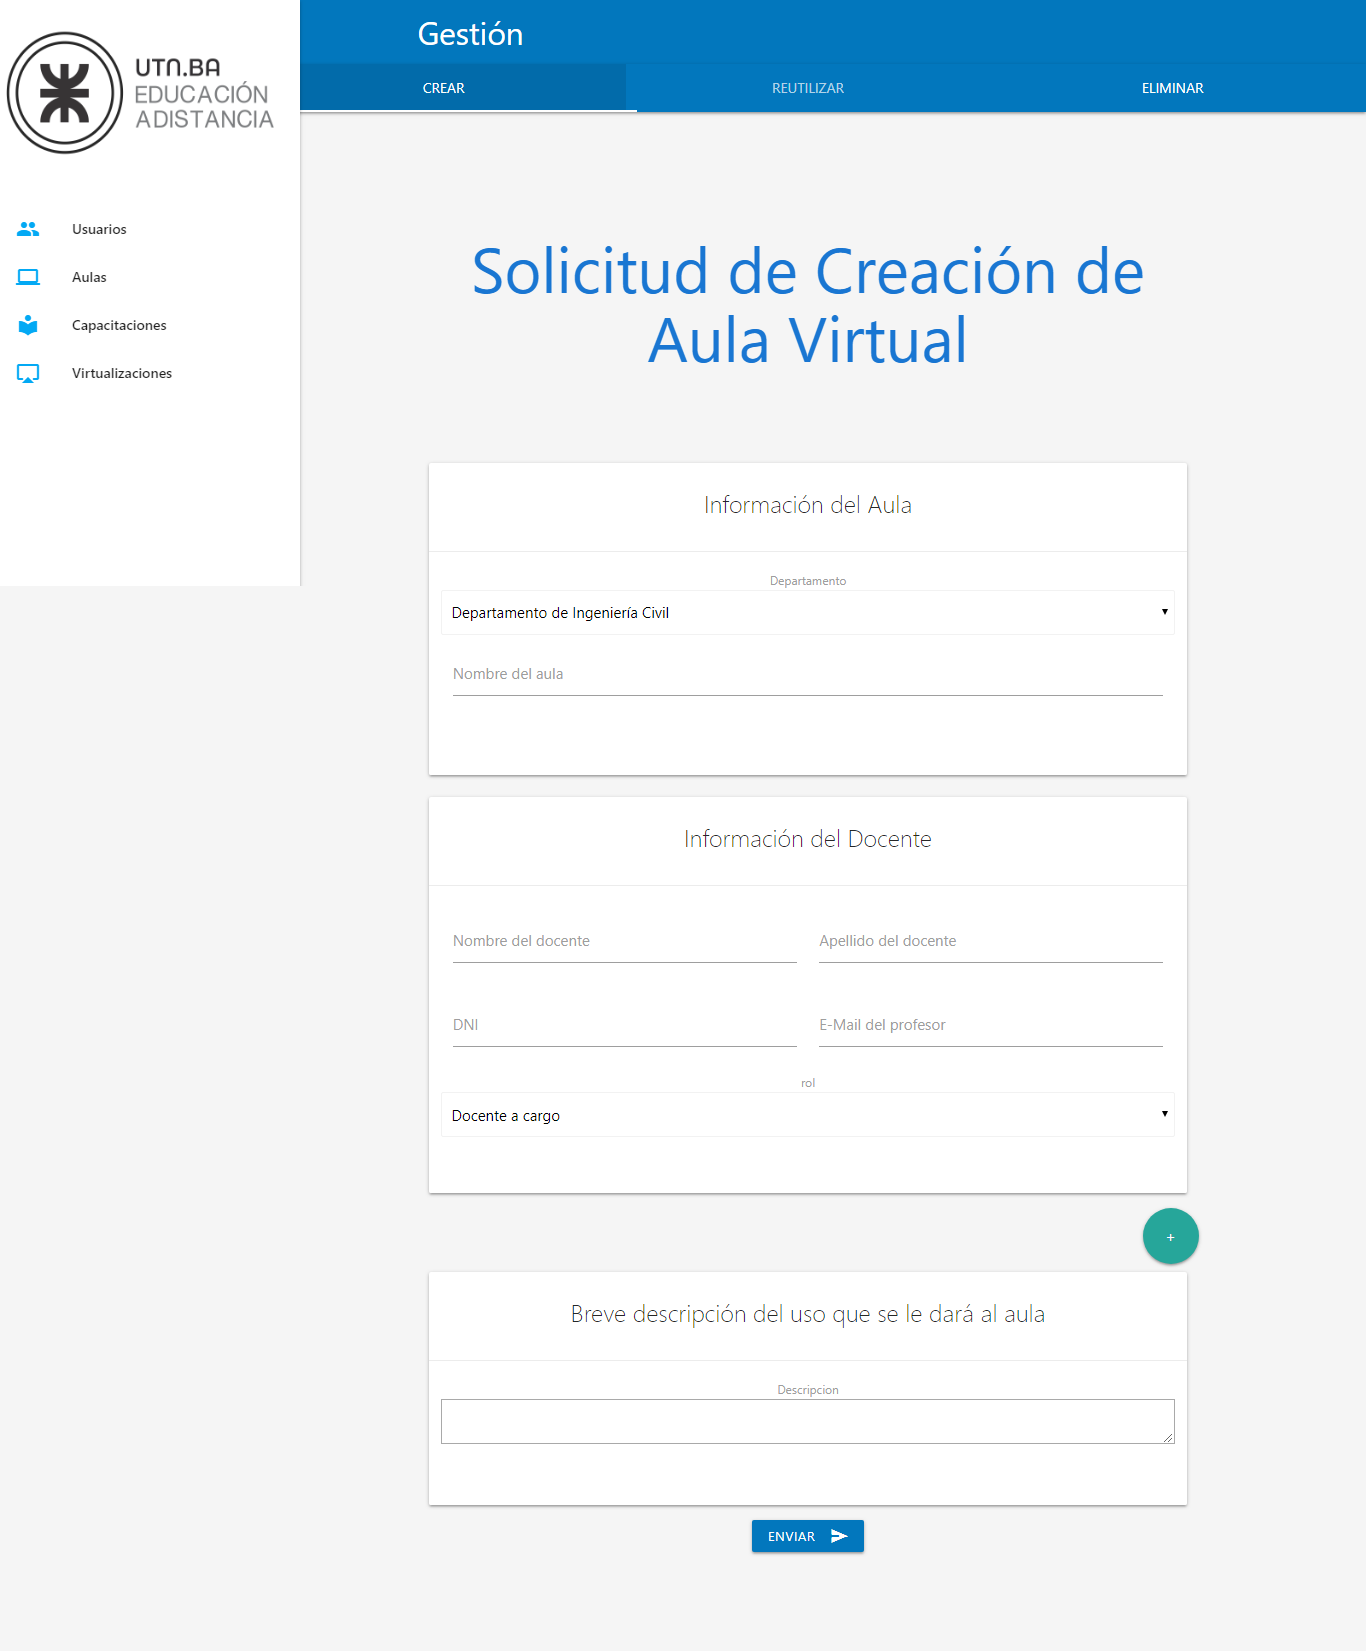 UTN.BA
EDUCACIÓN
A DISTANCIA
Usuarios
Aulas
Capacitaciones
Virtualizaciones
Gestión
CREAR
REUTILIZAR
ELIMINAR
Solicitud de Creación de
Aula Virtual
Información del Aula
Departamento
Departamento de Ingeniería Civil
Nombre del aula
Información del Docente
Nombre del docente
Apellido del docente
DNI
E-Mail del profesor
rol
Docente a cargo
+
Breve descripción del uso que se le dará al aula
Descripcion
ENVIAR